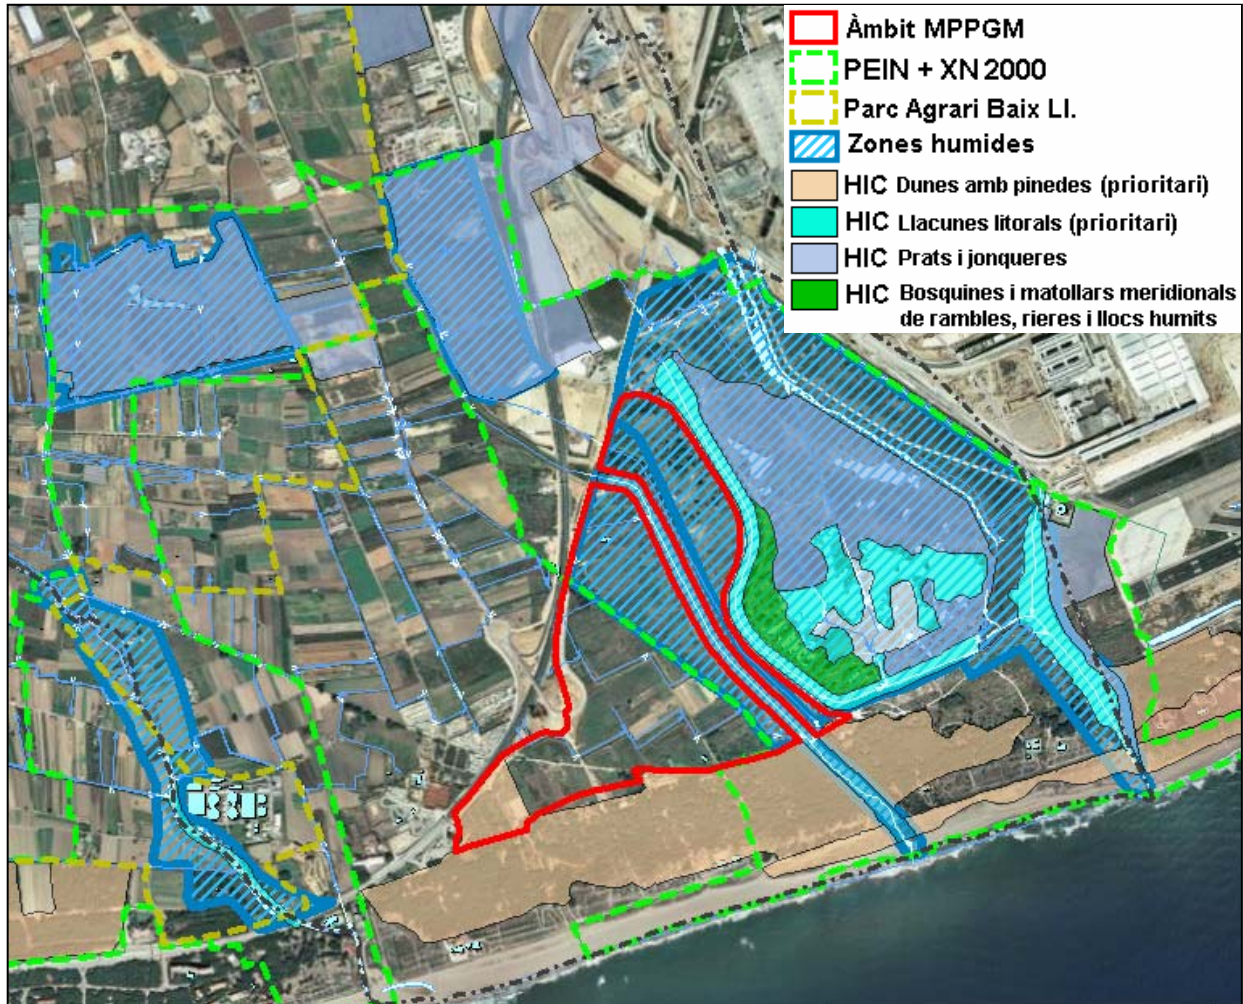 Àmbit MPPGM
PEIN + XN 2000
Parc Agrari Baix Ll.
Zones humides
HIC Dunes amb pinedes (prioritari)
HIC Llacunes litorals (prioritari)
HIC Prats i jonqueres
HIC Bosquines i matollars meridionals
de rambles, rieres i llocs humits